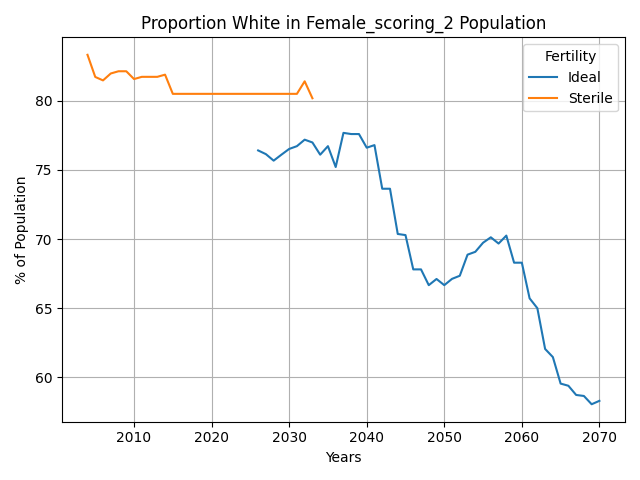 Proportion White in Female_scoring_2 Population
Fertility
Ideal
Sterile
% of Population
80
75
70
65
60
2010
2020
2030
2040
2050
2060
2070
Years